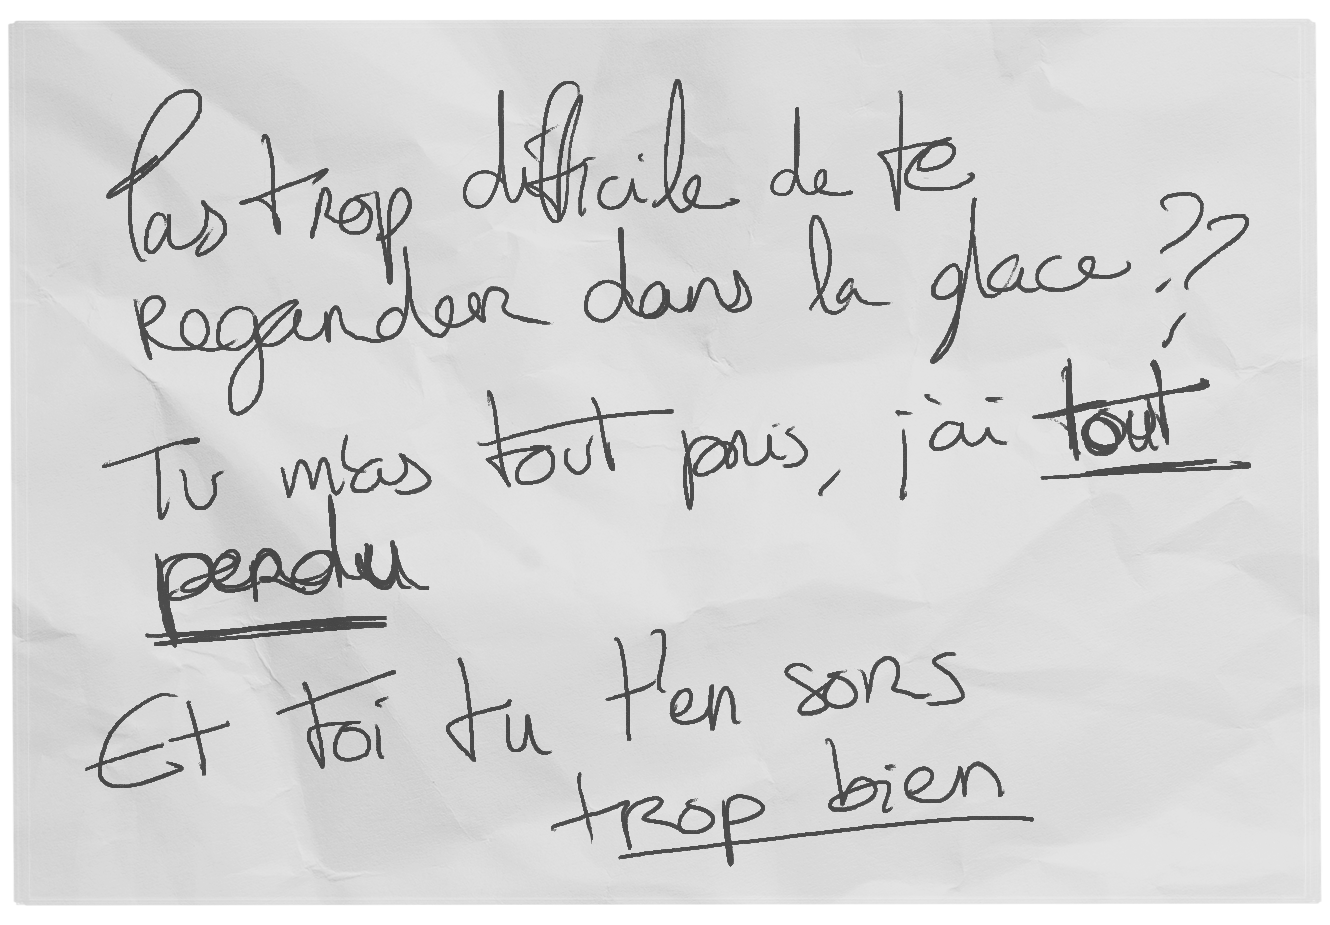 Pas trop difficile de te
regarder dans la glace ??
Tu m'as tout pris, j'ai tout
perdu
Et toi tu t'en sors
trop bien